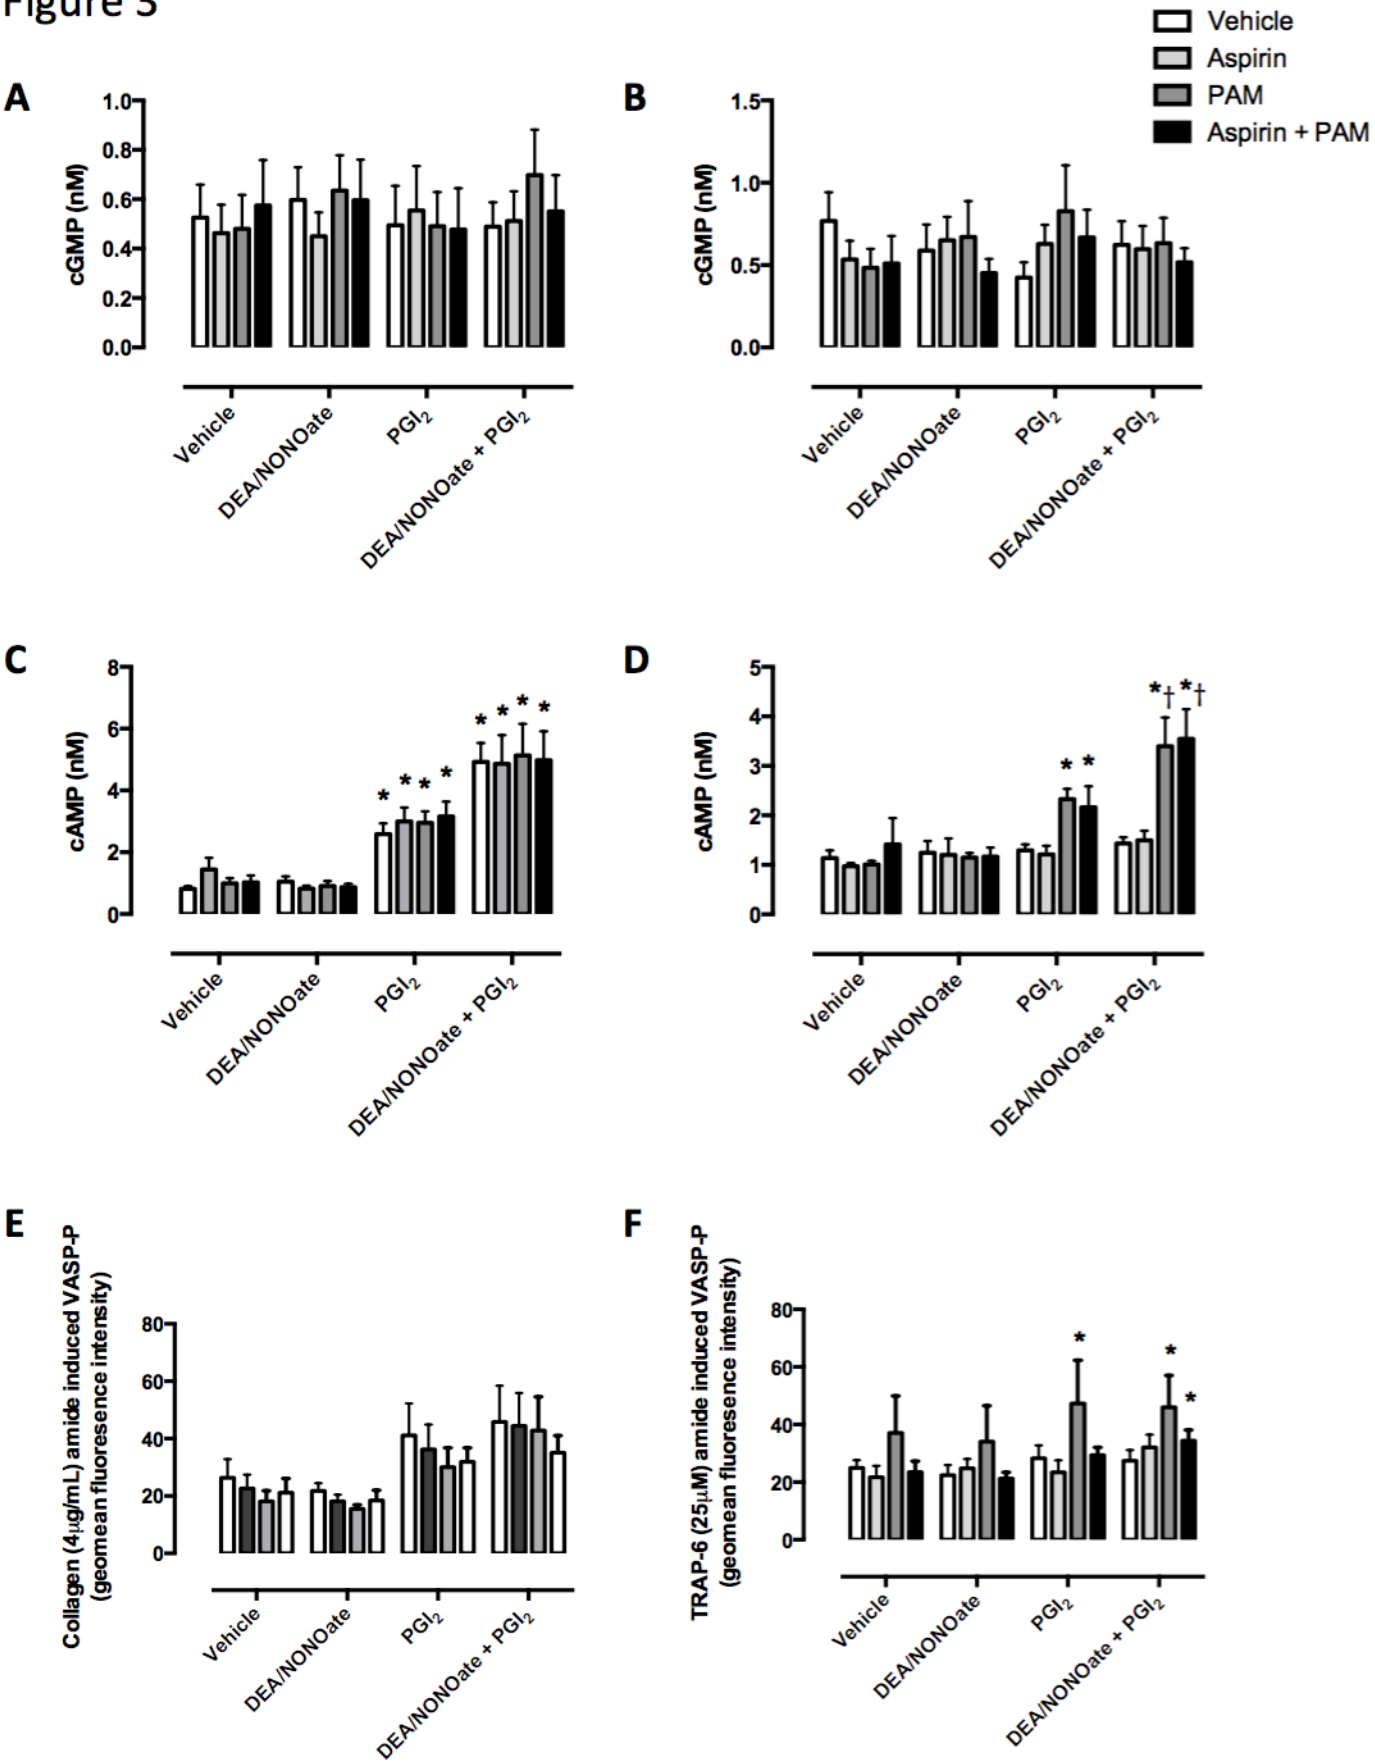 Figure 3
Vehicle
Aspirin
PAM
Aspirin + PAM
A
cGMP (nM)
1.0
0.8
0.6
0.4
0.2
0.0
Vehicle
DEA/NONOate
PGI2
DEA/NONOate + PGI2
B
cGMP (nM)
1.5
1.0
0.5
0.0
Vehicle
DEA/NONOate
PGI2
DEA/NONOate + PGI2
C
cAMP (nM)
8
6
4
2
0
* * * *
* * * *
Vehicle
DEA/NONOate
PGI2
DEA/NONOate + PGI2
D
cAMP (nM)
5
4
3
2
1
0
* *
*† *†
Vehicle
DEA/NONOate
PGI2
DEA/NONOate + PGI2
E
Collagen (4μg/mL) amide induced VASP-P
(geomean fluoresence intensity)
80
60
40
20
0
Vehicle
DEA/NONOate
PGI2
DEA/NONOate + PGI2
F
TRAP-6 (25μM) amide induced VASP-P
(geomean fluoresence intensity)
80
60
40
20
0
*
* *
Vehicle
DEA/NONOate
PGI2
DEA/NONOate + PGI2